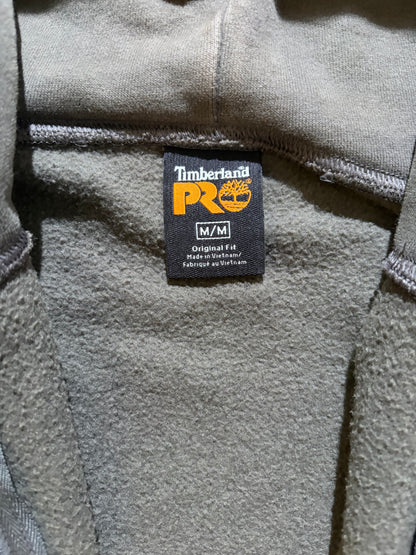 Timberland
PRO
M/M
Original Fit
Made in Vietnam/
Fabriqué au Vietnam